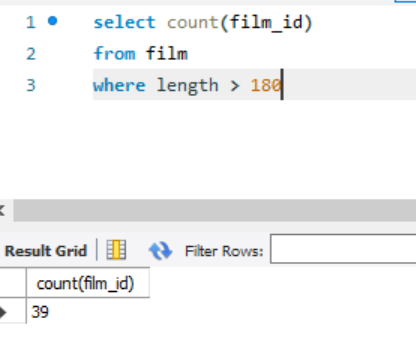 1 select count(film_id)
2 from film
3 where length > 180
Result Grid Filter Rows:
count(film_id)
39